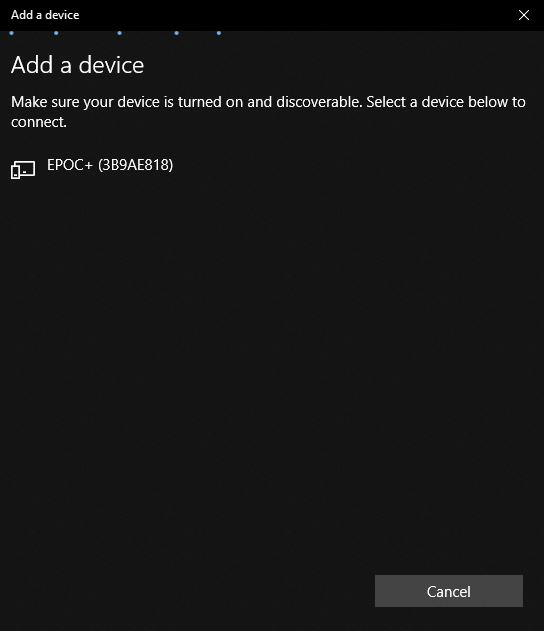 Add a device
Add a device
Make sure your device is turned on and discoverable. Select a device below to
connect.
EPOC+ (3B9AE818)
Cancel